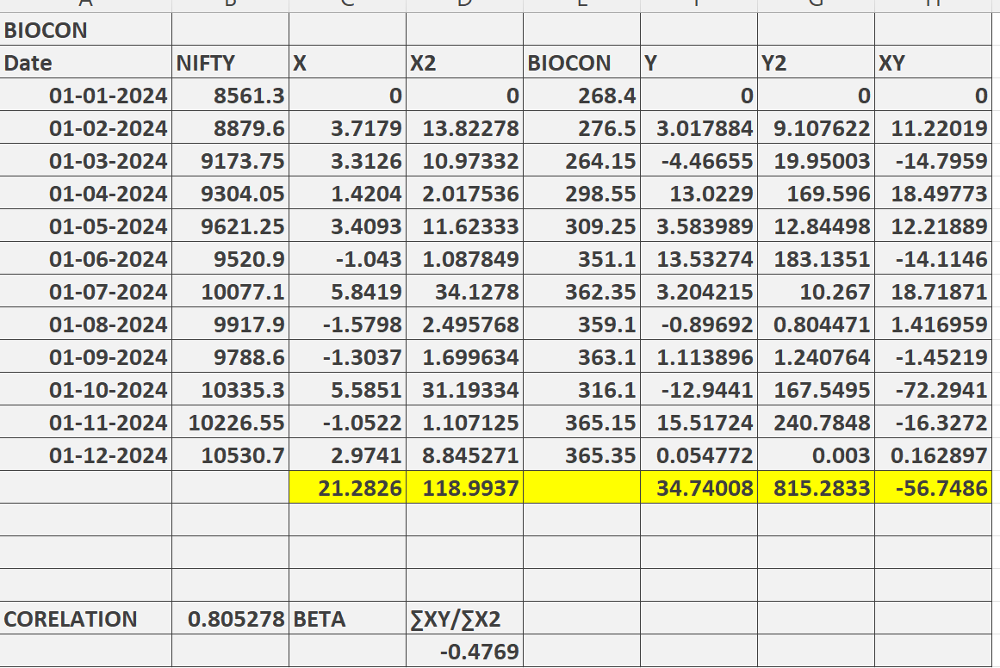 BIOCON
Date NIFTY X X2 BIOCON Y Y2 XY
01-01-2024 8561.3 0 0 268.4 0 0 0
01-02-2024 8879.6 3.7179 13.82278 276.5 3.017884 9.107622 11.22019
01-03-2024 9173.75 3.3126 10.97332 264.15 -4.46655 19.95003 -14.7959
01-04-2024 9304.05 1.4204 2.017536 298.55 13.0229 169.596 18.49773
01-05-2024 9621.25 3.4093 11.62333 309.25 3.583989 12.84498 12.21889
01-06-2024 9520.9 -1.043 1.087849 351.1 13.53274 183.1351 -14.1146
01-07-2024 10077.1 5.8419 34.1278 362.35 3.204215 10.267 18.71871
01-08-2024 9917.9 -1.5798 2.495768 359.1 -0.89692 0.804471 1.416959
01-09-2024 9788.6 -1.3037 1.699634 363.1 1.113896 1.240764 -1.45219
01-10-2024 10335.3 5.5851 31.19334 316.1 -12.9441 167.5495 -72.2941
01-11-2024 10226.55 -1.0522 1.107125 365.15 15.51724 240.7848 -16.3272
01-12-2024 10530.7 2.9741 8.845271 365.35 0.054772 0.003 0.162897
21.2826 118.9937 34.74008 815.2833 -56.7486
CORELATION 0.805278 BETA ∑XY/∑X2
-0.4769